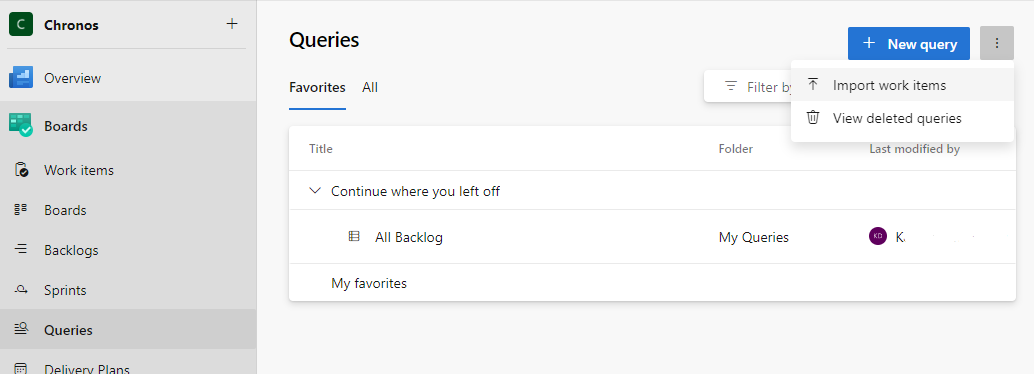 C Chronos +
Overview
Boards
Work items
Boards
Backlogs
Sprints
Queries
Delivery Plans
Queries
+ New query
Import work items
View deleted queries
Favorites All
Filter by
Title Folder Last modified by
Continue where you left off
All Backlog My Queries KD
My favorites